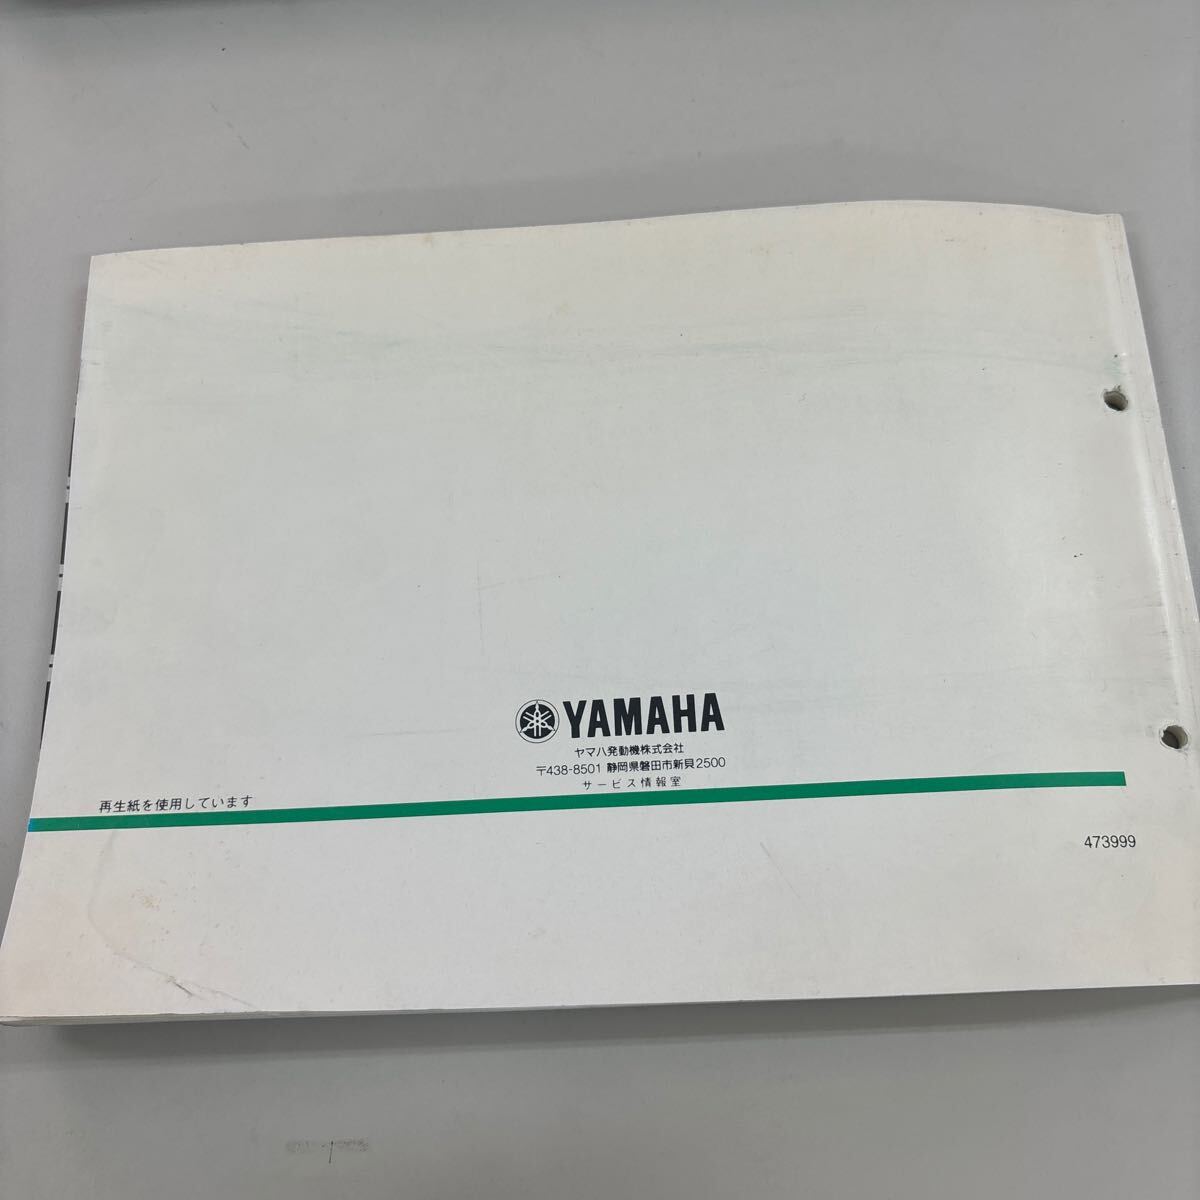 YAMAHA
ヤマハ発動機株式会社
〒438-8501 静岡県磐田市新貝2500
サービス情報室
再生紙を使用しています
473999